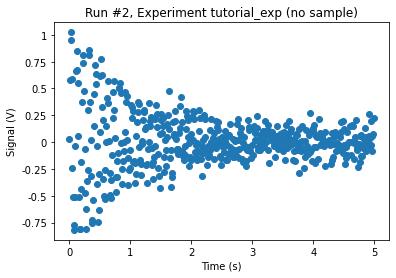 Run #2, Experiment tutorial_exp (no sample)
1
0.75
0.5
0.25
0
-0.25
-0.5
-0.75
Signal (V)
0 1 2 3 4 5
Time (s)